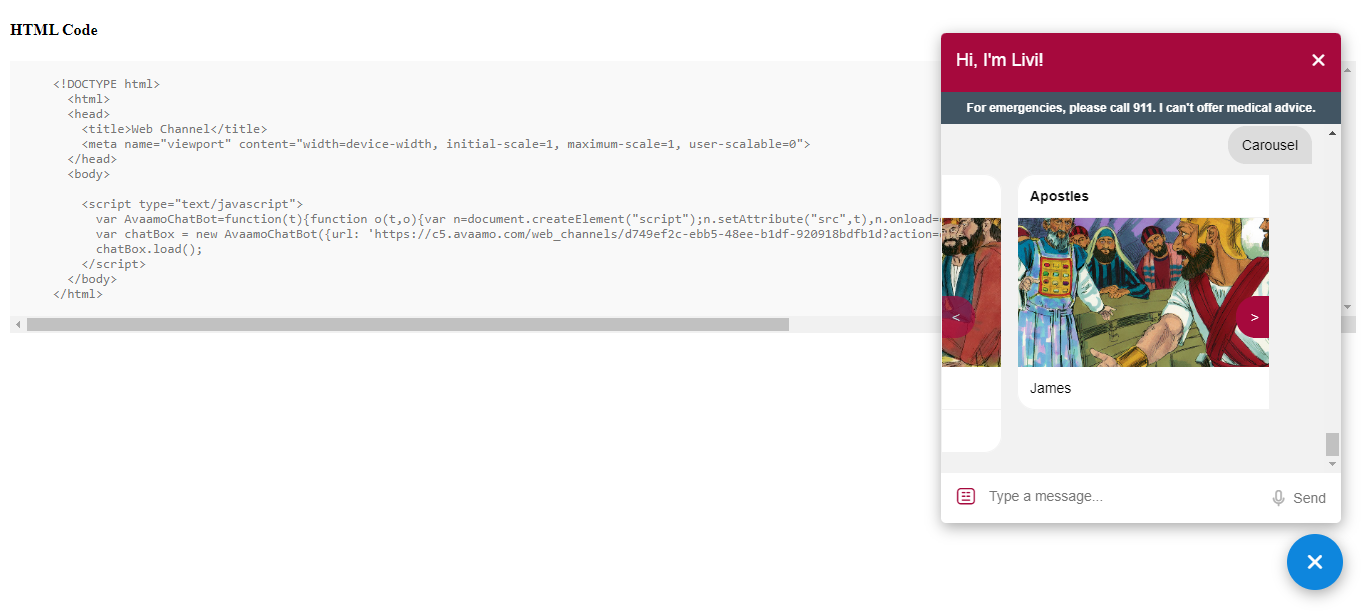 HTML Code
<!DOCTYPE html>
<html>
<head>
<title>Web Channel</title>
<meta name="viewport" content="width=device-width, initial-scale=1, maximum-scale=1, user-scalable=0">
</head>
<body>
<script type="text/javascript">
var AvaamoChatBot=function(t){function o(t,o){var n=document.createElement("script");n.setAttribute("src",t),n.onload=
var chatBox = new AvaamoChatBot({url: 'https://c5.avaamo.com/web_channels/d749ef2c-ebb5-48ee-b1df-920918bdfb1d?action=
chatBox.load();
</script>
</body>
</html>
Hi, I'm Livi!
For emergencies, please call 911. I can't offer medical advice.
Carousel
Apostles
<
>
James
Type a message...
Send